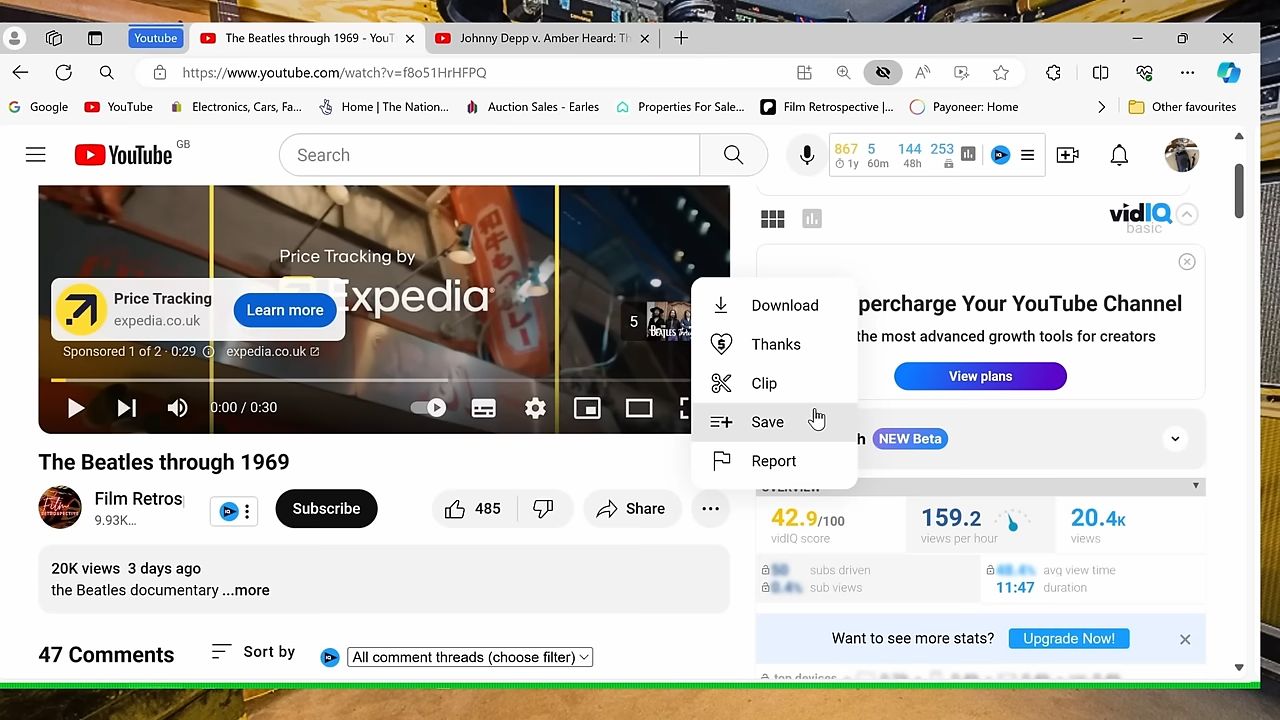 Youtube
The Beatles through 1969 - YouT
Johnny Depp v. Amber Heard: Th
https://www.youtube.com/watch?v=f8o51HrHFPQ
Google
YouTube
Electronics, Cars, Fa...
Home | The Nation...
Auction Sales - Earles
Properties For Sale...
Film Retrospective |...
Payoneer: Home
Other favourites
YouTube GB
Search
867 5 144 253
1y 60m 48h
vidIQ
basic
Price Tracking by
Expedia
Price Tracking
expedia.co.uk
Learn more
5
Sponsored 1 of 2 · 0:29
expedia.co.uk
0:00 / 0:30
Download
Thanks
Clip
Save
Report
percharge Your YouTube Channel
the most advanced growth tools for creators
View plans
h NEW Beta
The Beatles through 1969
Film Retros
9.93K...
Subscribe
485
Share
OVERVIEW
42.9/100
vidIQ score
159.2
views per hour
20.4K
views
subs driven
avg view time
sub views
11:47 duration
20K views 3 days ago
the Beatles documentary ...more
Want to see more stats?
Upgrade Now!
47 Comments
Sort by
All comment threads (choose filter)
top devices